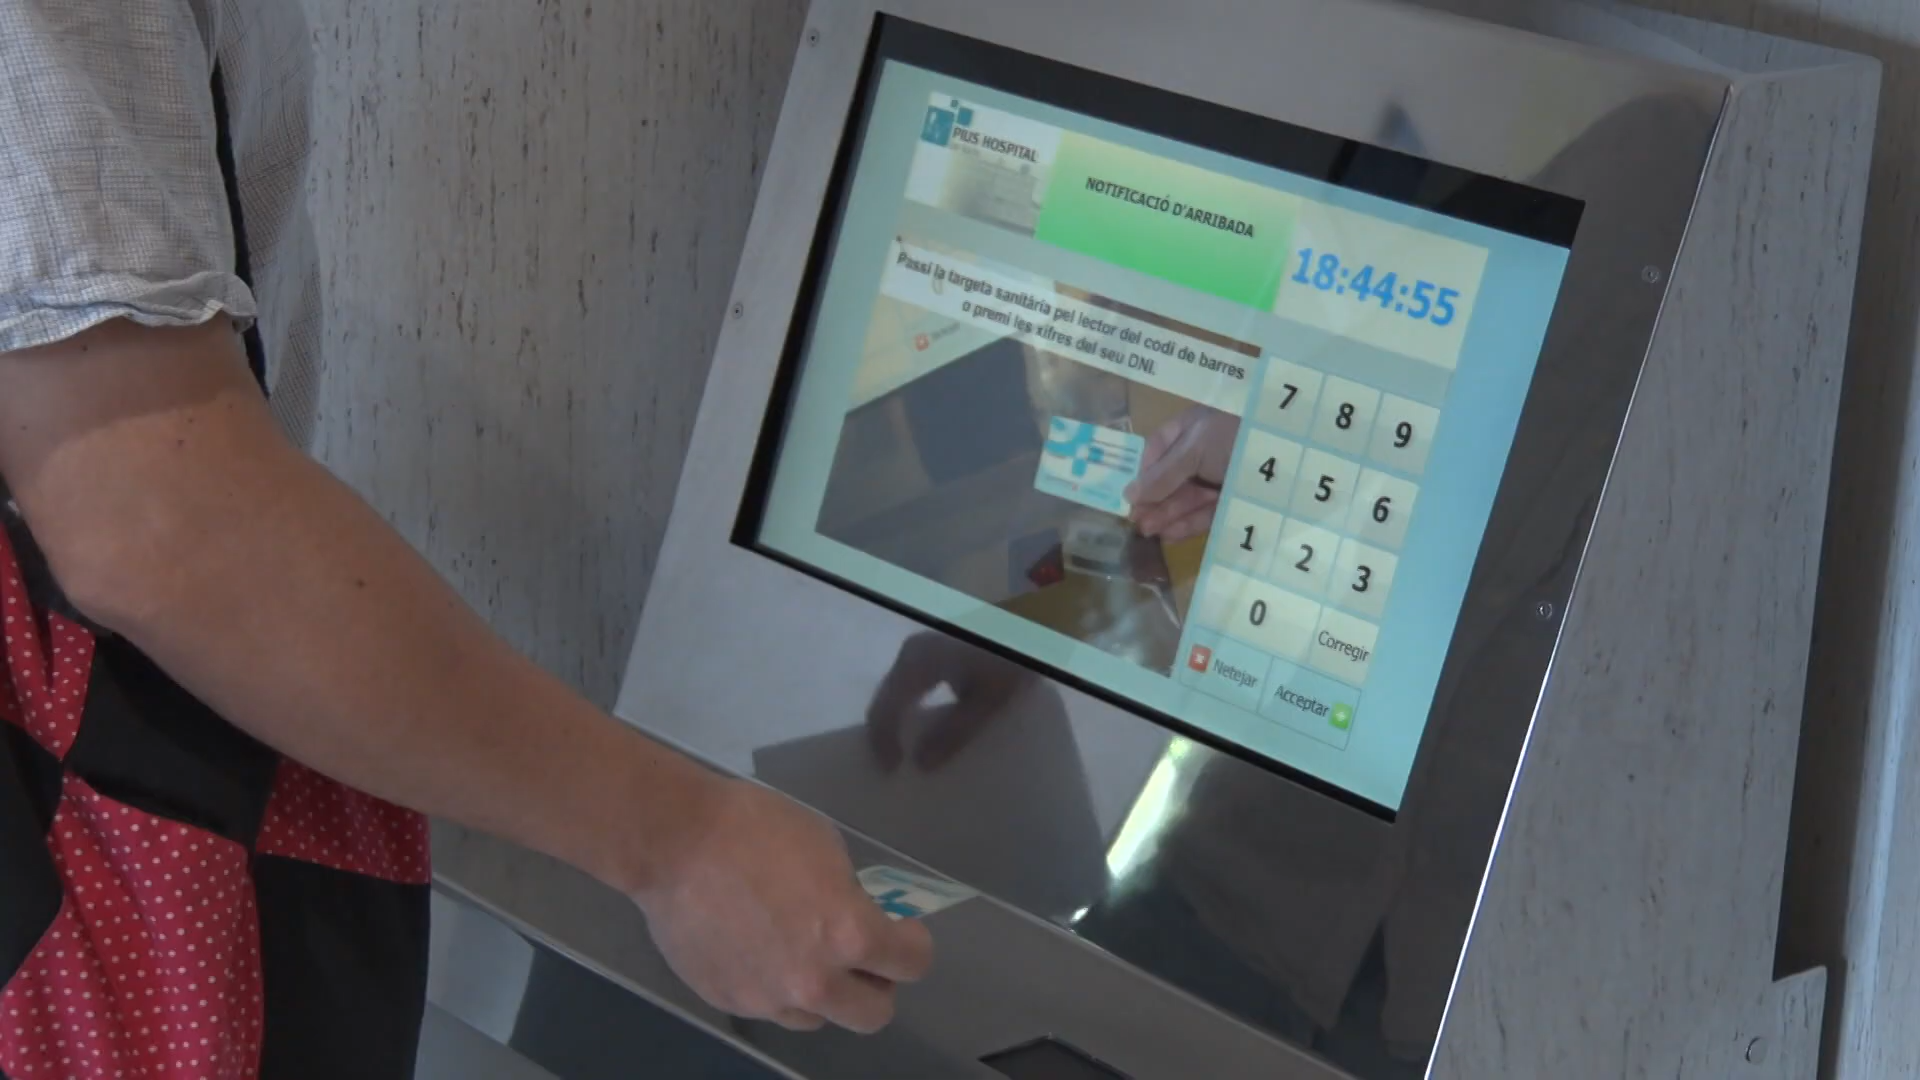 PIUS HOSPITAL
NOTIFICACIÓ D'ARRIBADA
18:44:55
Passi la targeta sanitària pel lector del codi de barres
o premi les xifres del seu DNI.
7 8 9
4 5 6
1 2 3
0 Corregir
Netejar Acceptar